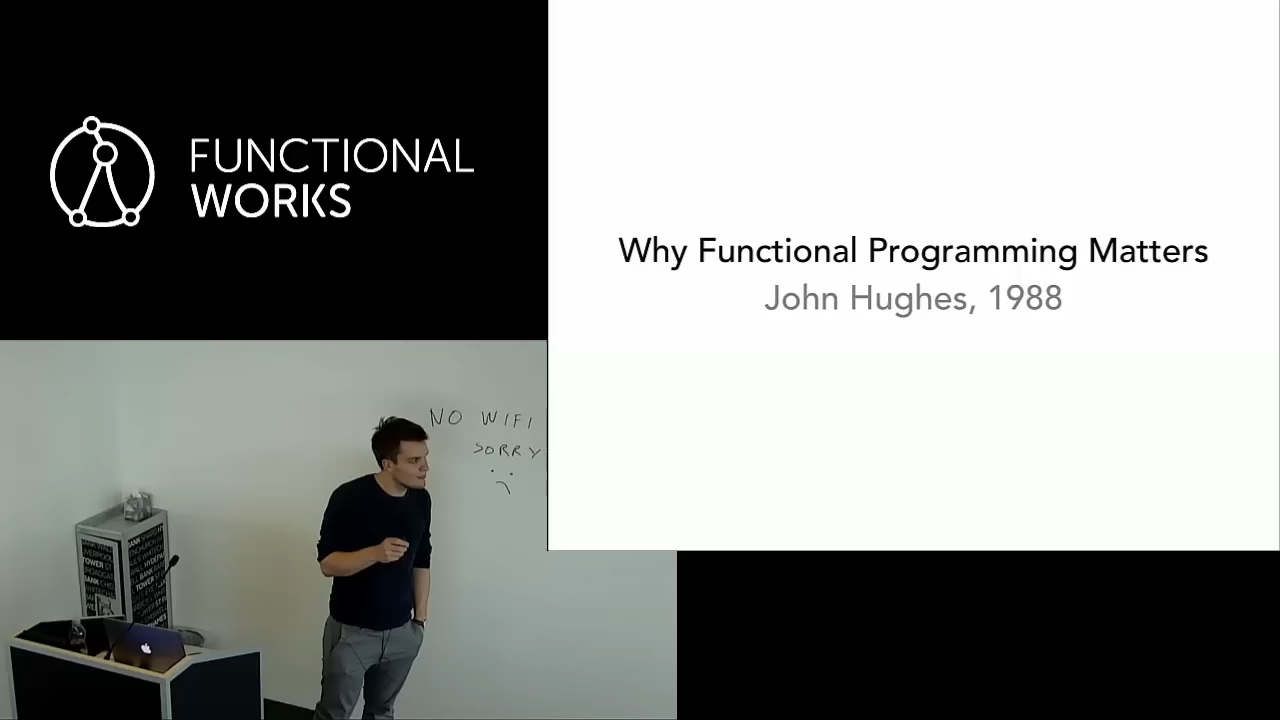 FUNCTIONAL
WORKS
Why Functional Programming Matters
John Hughes, 1988
NO WIFI
SORRY